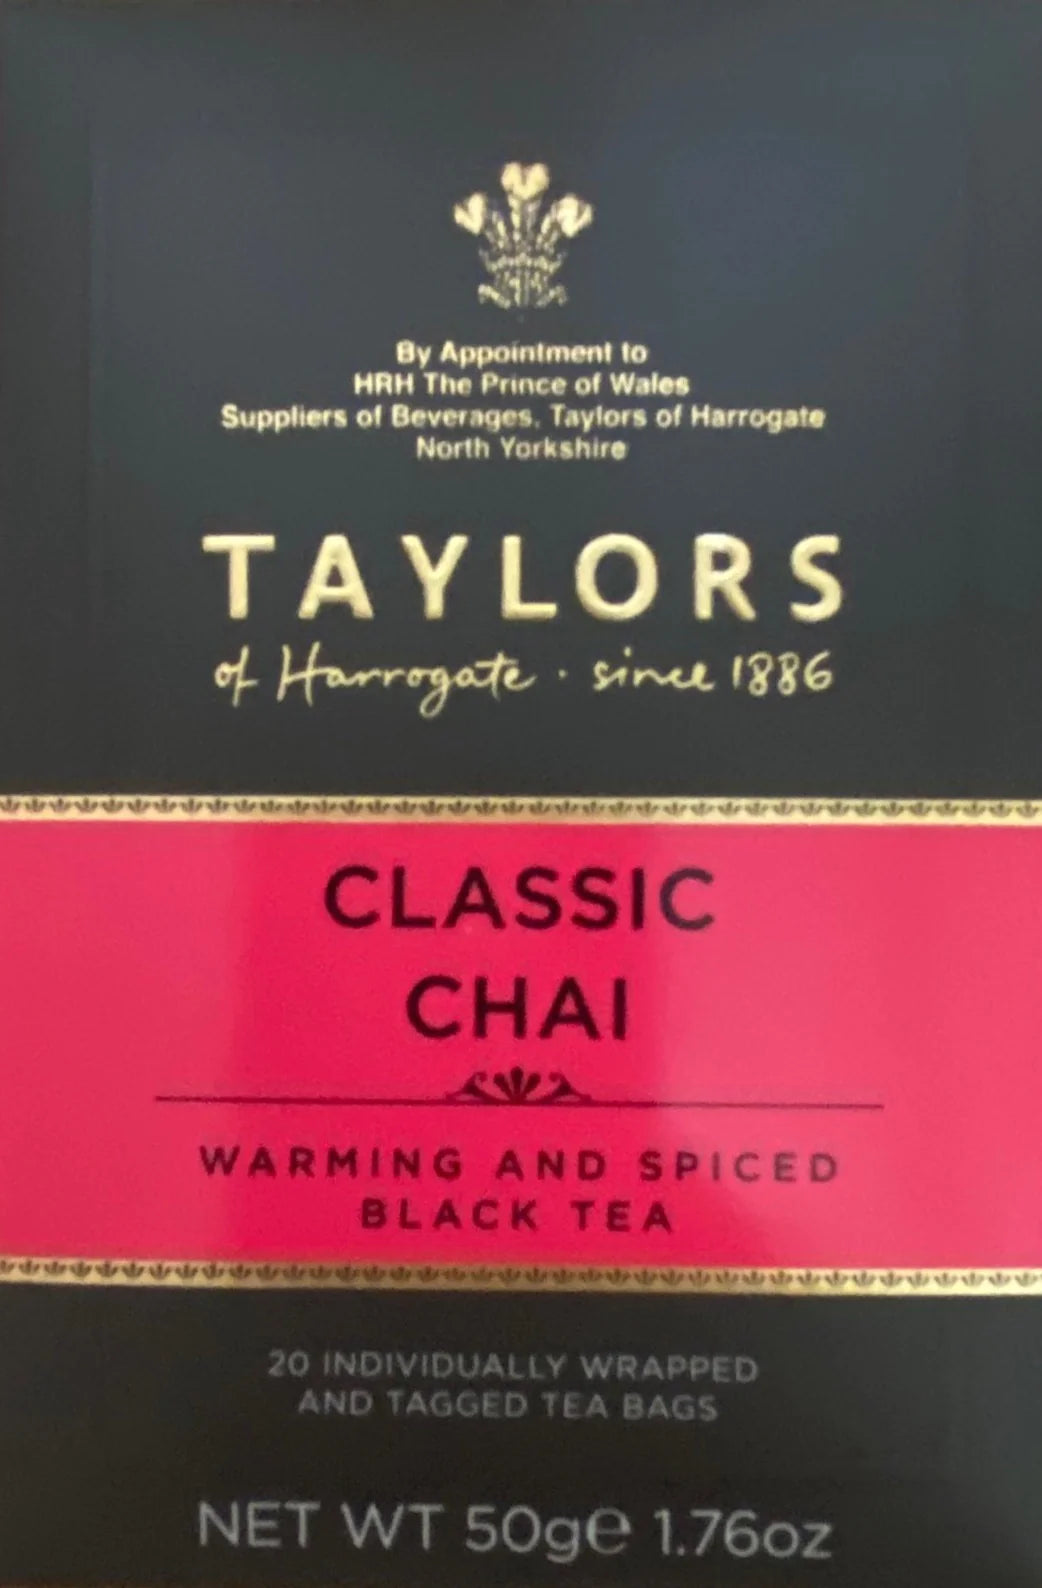 By Appointment to
HRH The Prince of Wales
Suppliers of Beverages, Taylors of Harrogate
North Yorkshire
TAYLORS
of Harrogate · since 1886
CLASSIC
CHAI
WARMING AND SPICED
BLACK TEA
20 INDIVIDUALLY WRAPPED
AND TAGGED TEA BAGS
NET WT 50g℮ 1.76oz